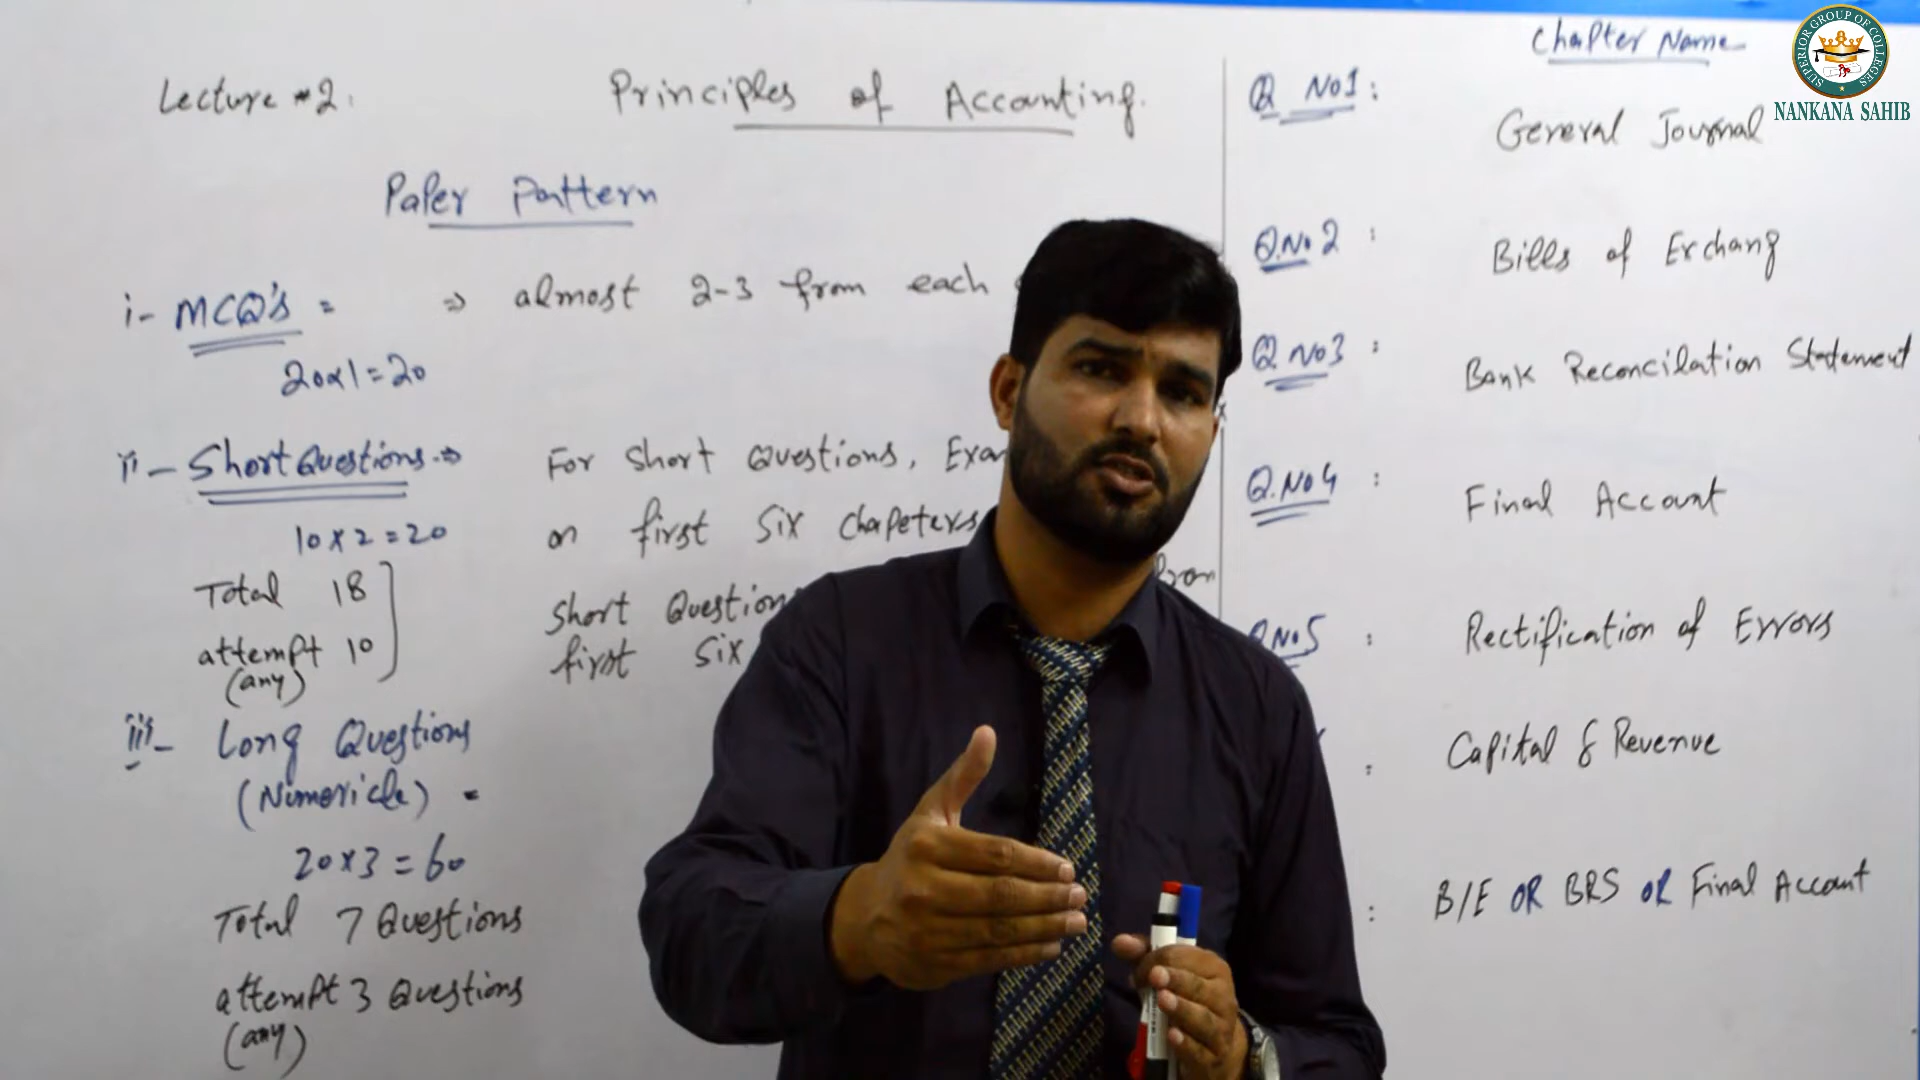 Lecture #2:
Principles of Accounting.
Paper Pattern
i- MCQ's =
⇒ almost 2-3 from each
20x1=20
ii- Short Questions. ⇒
For Short Questions, Exam
10x2=20
on first Six Chapeters
Total 18
attempt 10
(any)
Short Question
from
first Six
iii- Long Questions
(Numericle) =
20x3=60
Total 7 Questions
attempt 3 Questions
(any)
Chapter Name
Q No1:
General Journal
Q.No 2 :
Bills of Exchang
Q No3 :
Bank Reconcilation Statement
Q.No4 :
Final Account
Q.No5 :
Rectification of Errors
: Capital & Revenue
: B/E OR BRS OR Final Account
SUPERIOR GROUP OF COLLEGES
NANKANA SAHIB